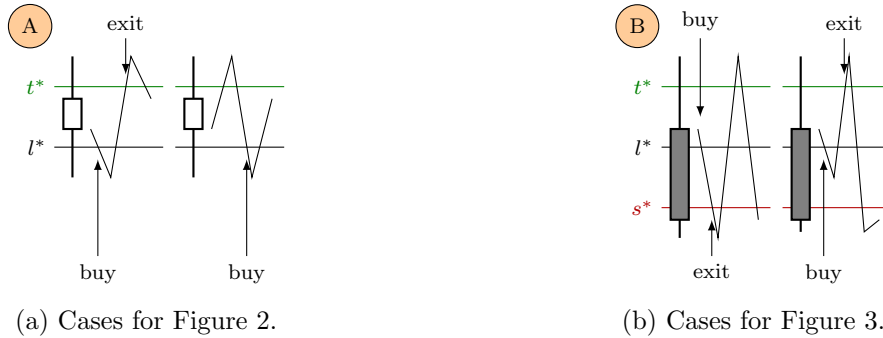 A
exit
t*
l*
buy
buy
(a) Cases for Figure 2.
B
buy
exit
t*
l*
s*
exit
buy
(b) Cases for Figure 3.